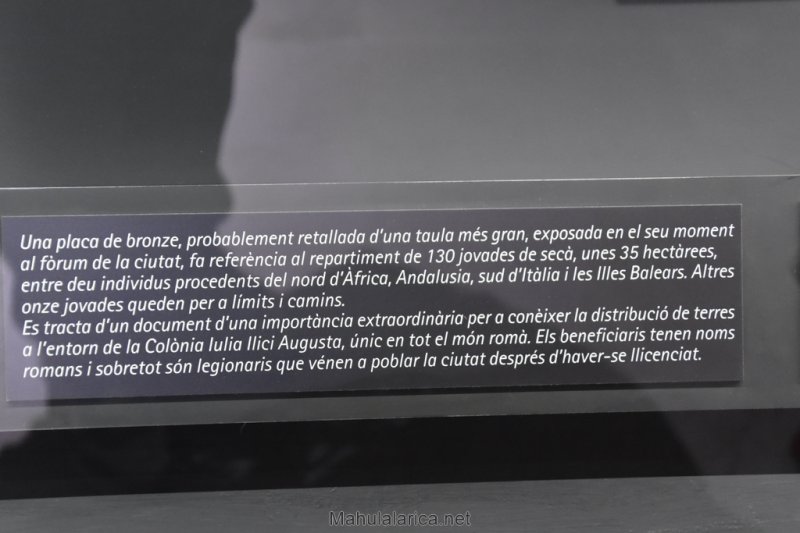 Una placa de bronze, probablement retallada d'una taula més gran, exposada en el seu moment
al fòrum de la ciutat, fa referència al repartiment de 130 jovades de secà, unes 35 hectàrees,
entre deu individus procedents del nord d'Àfrica, Andalusia, sud d'Itàlia i les Illes Balears. Altres
onze jovades queden per a límits i camins.
Es tracta d'un document d'una importància extraordinària per a conèixer la distribució de terres
a l'entorn de la Colònia Iulia Ilici Augusta, únic en tot el món romà. Els beneficiaris tenen noms
romans i sobretot són legionaris que vénen a poblar la ciutat després d'haver-se llicenciat.
Mahulalarica.net